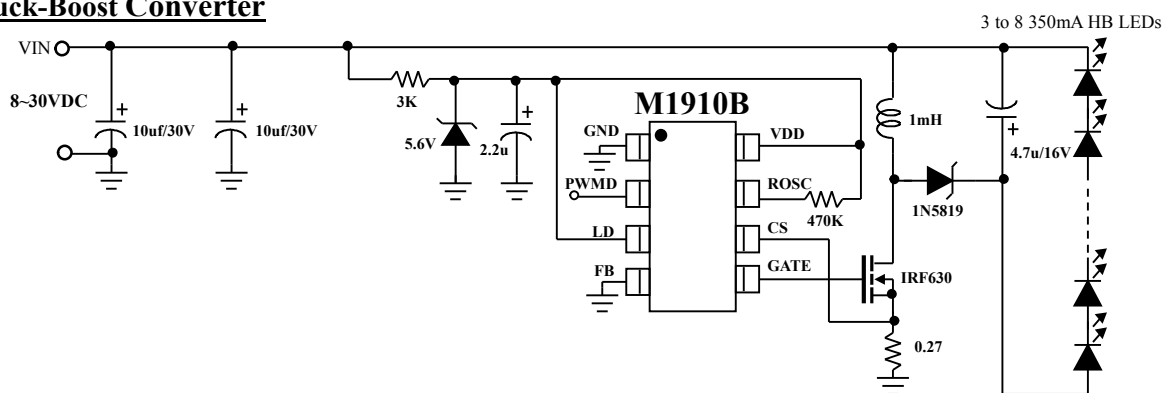 Buck-Boost Converter
3 to 8 350mA HB LEDs
VIN
8~30VDC
+
10uf/30V
+
10uf/30V
3K
5.6V
+
2.2u
M1910B
GND
VDD
PWMD
ROSC
470K
LD
CS
FB
GATE
1mH
+
4.7u/16V
1N5819
IRF630
0.27